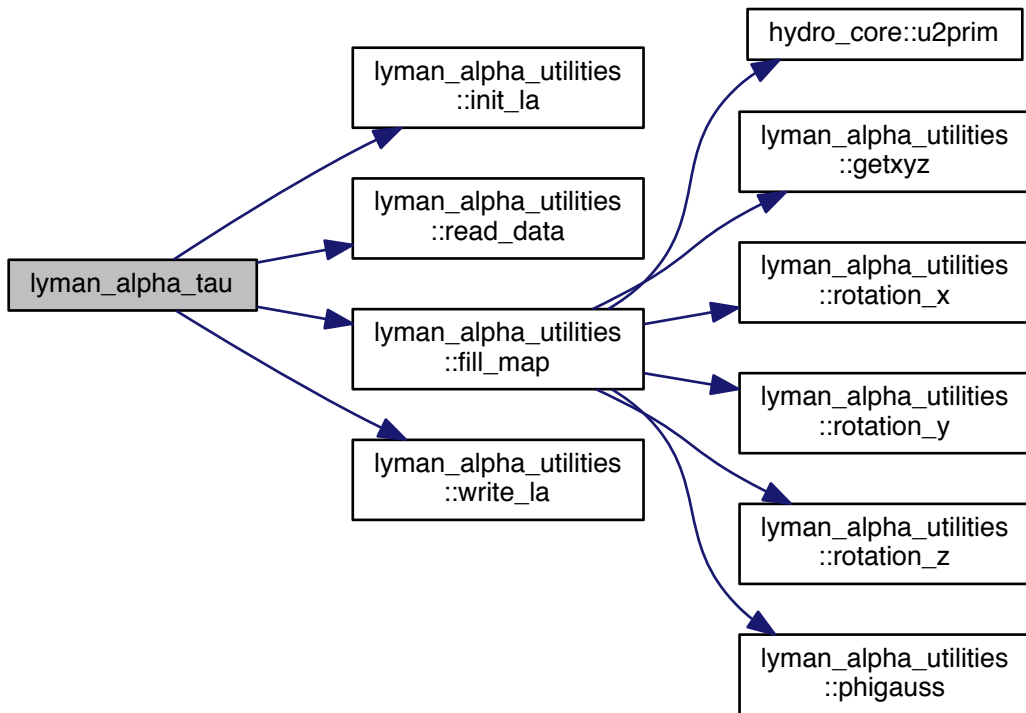 lyman_alpha_tau
lyman_alpha_utilities
::init_la
lyman_alpha_utilities
::read_data
lyman_alpha_utilities
::fill_map
lyman_alpha_utilities
::write_la
hydro_core::u2prim
lyman_alpha_utilities
::getxyz
lyman_alpha_utilities
::rotation_x
lyman_alpha_utilities
::rotation_y
lyman_alpha_utilities
::rotation_z
lyman_alpha_utilities
::phigauss